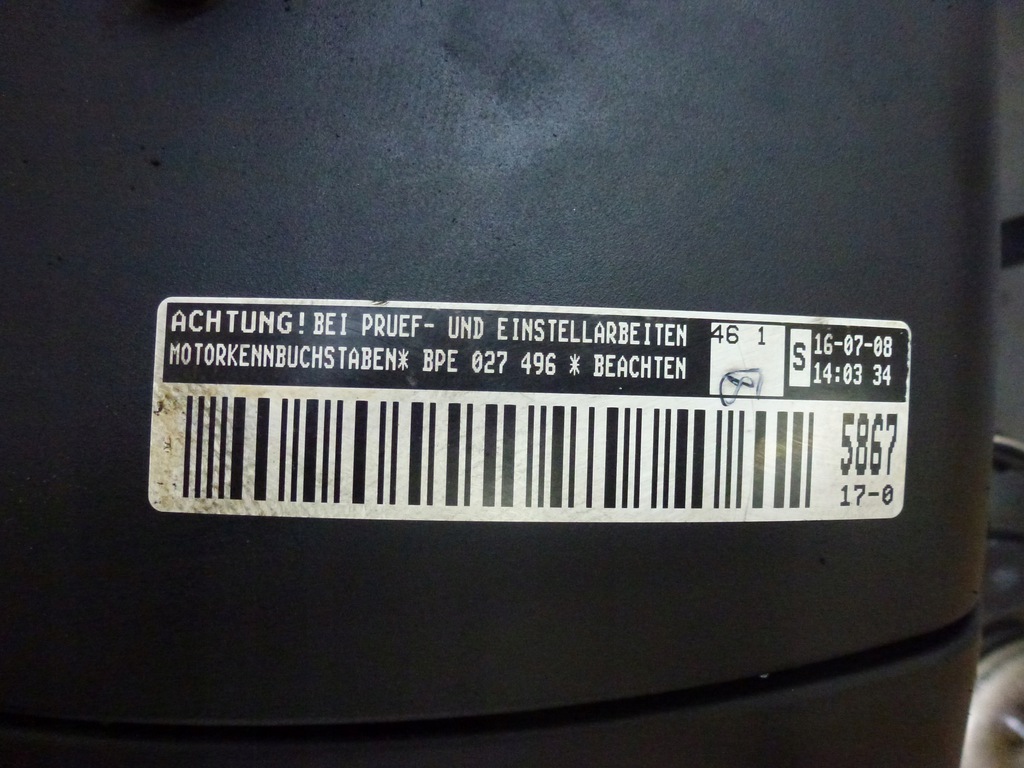 ACHTUNG! BEI PRUEF- UND EINSTELLARBEITEN
MOTORKENNBUCHSTABEN* BPE 027 496 * BEACHTEN
46 1
S
16-07-08
14:03 34
5867
17-0